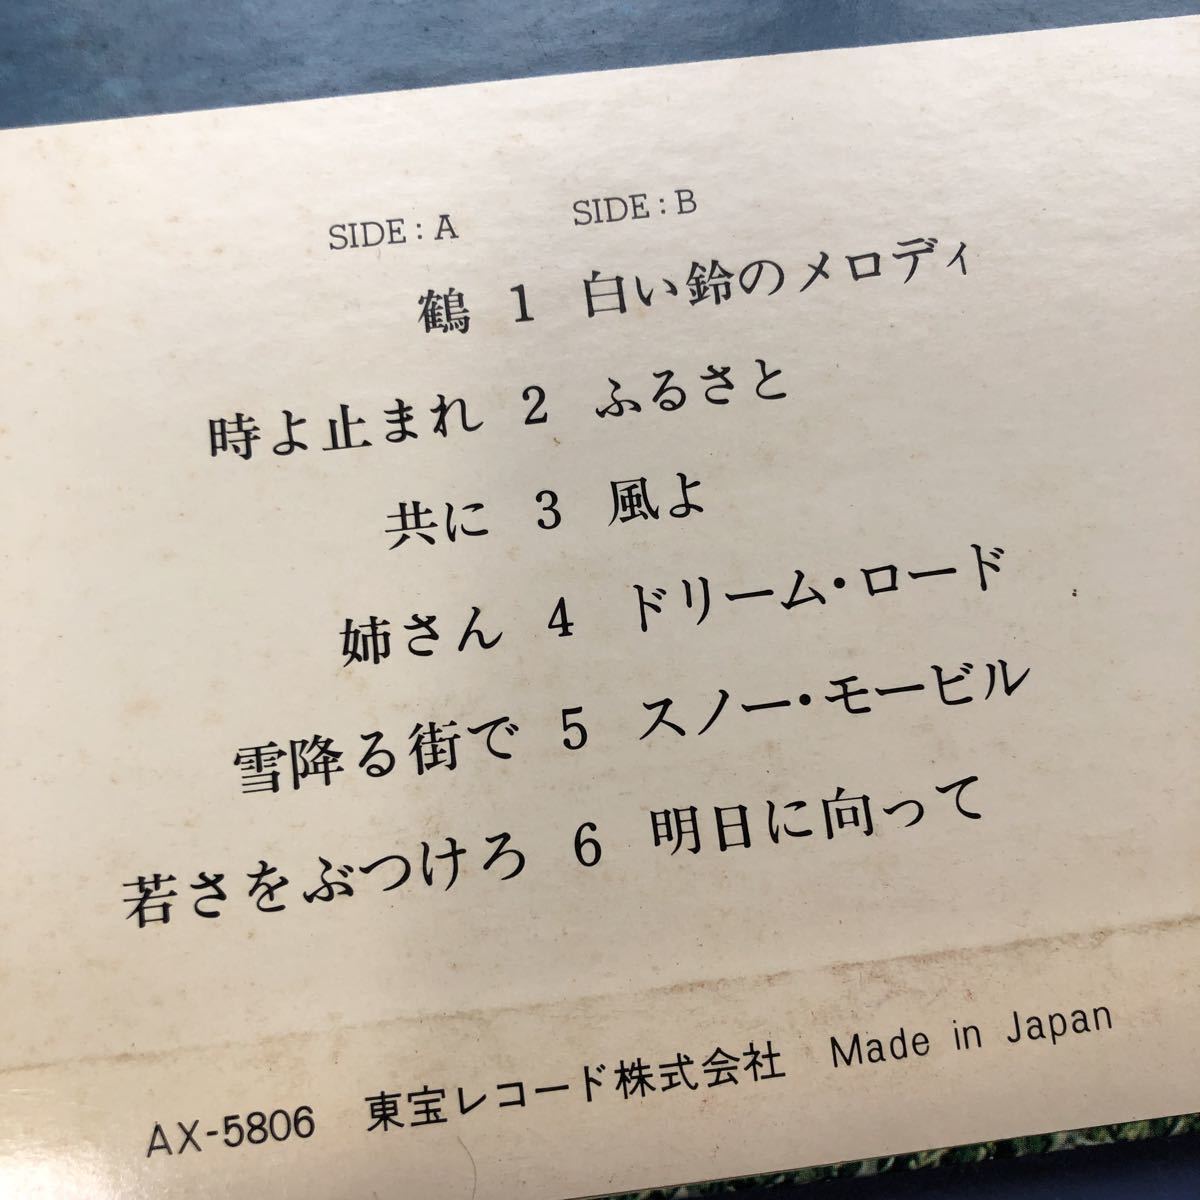 SIDE : A SIDE : B
鶴 1 白い鈴のメロディ
時よ止まれ 2 ふるさと
共に 3 風よ
姉さん 4 ドリーム・ロード
雪降る街で 5 スノー・モービル
若さをぶつけろ 6 明日に向って
AX-5806 東宝レコード株式会社 Made in Japan